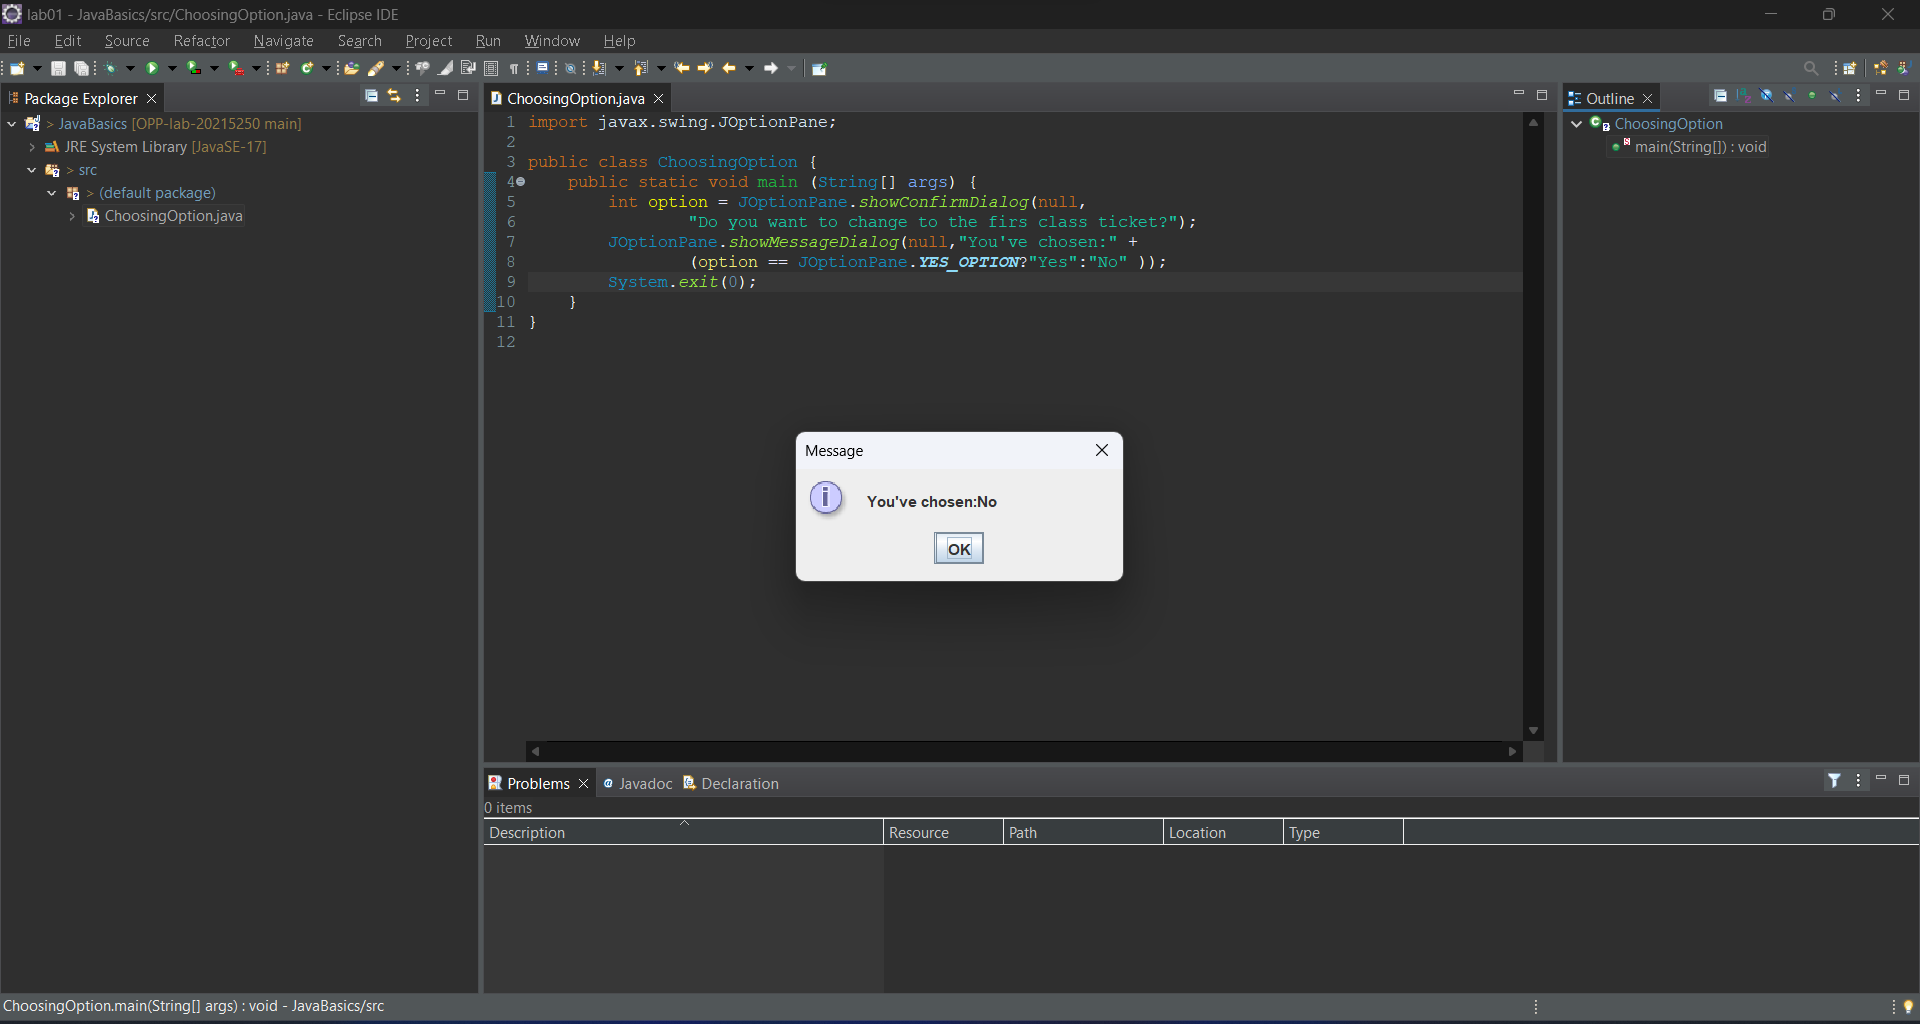 lab01 - JavaBasics/src/ChoosingOption.java - Eclipse IDE
File Edit Source Refactor Navigate Search Project Run Window Help
Package Explorer
JavaBasics [OPP-lab-20215250 main]
JRE System Library [JavaSE-17]
src
(default package)
ChoosingOption.java
ChoosingOption.java
1 import javax.swing.JOptionPane;
2
3 public class ChoosingOption {
4 public static void main (String[] args) {
5 int option = JOptionPane.showConfirmDialog(null,
6 "Do you want to change to the firs class ticket?");
7 JOptionPane.showMessageDialog(null,"You've chosen:" +
8 (option == JOptionPane.YES_OPTION?"Yes":"No" ));
9 System.exit(0);
10 }
11 }
12
Message
You've chosen:No
OK
Outline
ChoosingOption
main(String[]) : void
Problems Javadoc Declaration
0 items
Description Resource Path Location Type
ChoosingOption.main(String[] args) : void - JavaBasics/src